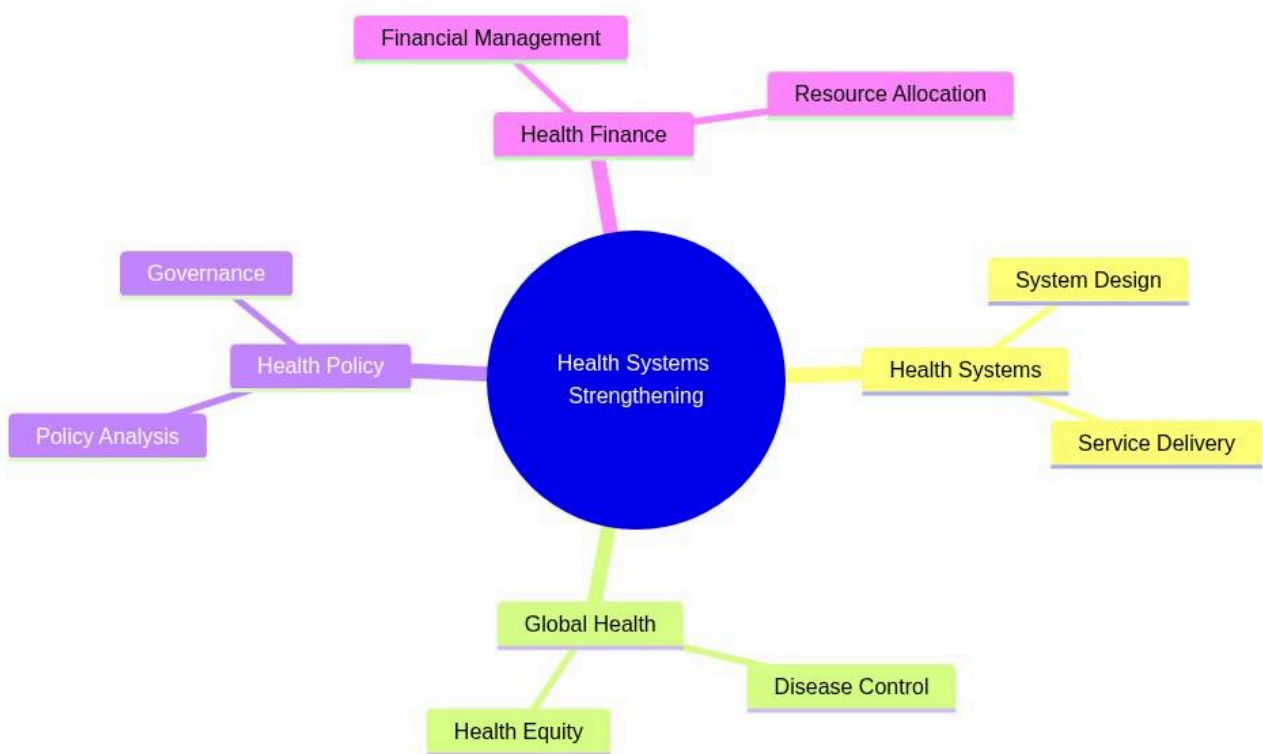 Financial Management
Resource Allocation
Health Finance
Governance
System Design
Health Policy
Health Systems
Strengthening
Health Systems
Policy Analysis
Service Delivery
Global Health
Disease Control
Health Equity